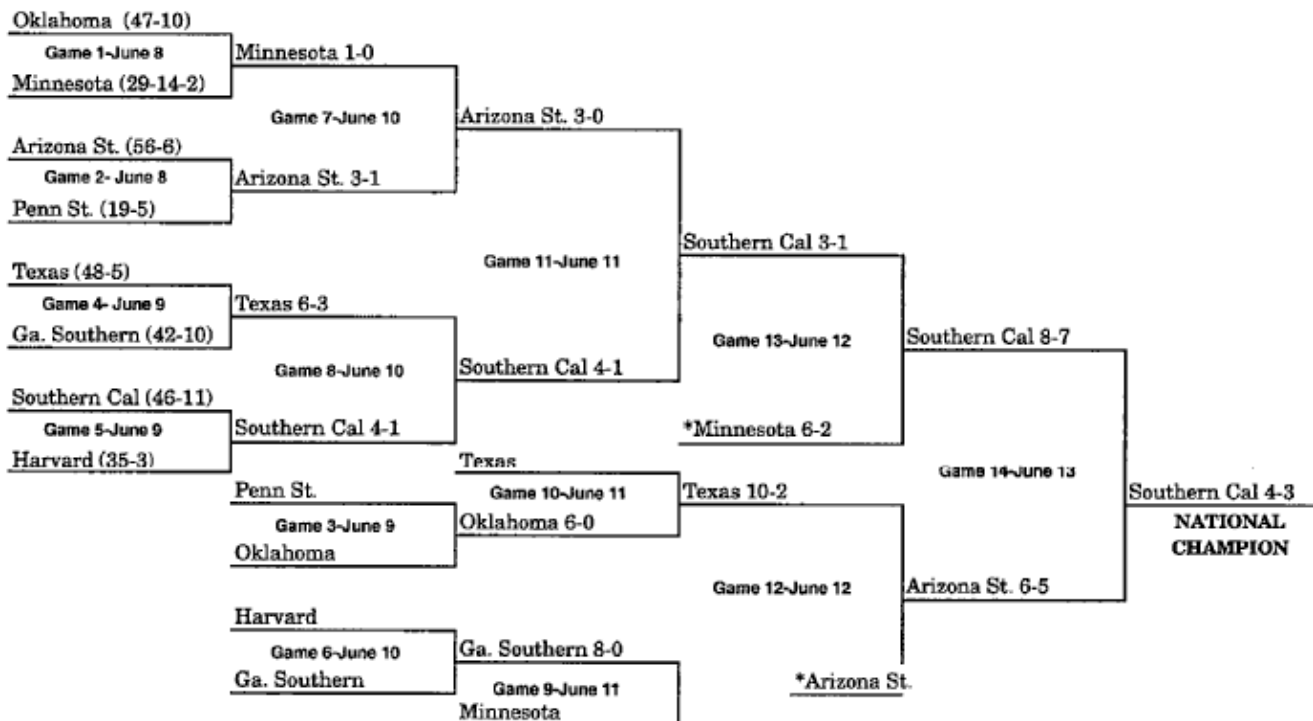 Oklahoma (47-10)
Game 1-June 8
Minnesota (29-14-2)
Minnesota 1-0
Game 7-June 10
Arizona St. (56-6)
Game 2- June 8
Penn St. (19-5)
Arizona St. 3-1
Arizona St. 3-0
Game 11-June 11
Texas (48-5)
Game 4- June 9
Ga. Southern (42-10)
Texas 6-3
Game 8-June 10
Southern Cal (46-11)
Game 5-June 9
Harvard (35-3)
Southern Cal 4-1
Southern Cal 4-1
Southern Cal 3-1
Game 13-June 12
*Minnesota 6-2
Southern Cal 8-7
Game 14-June 13
Texas
Game 10-June 11
Penn St.
Game 3-June 9
Oklahoma
Oklahoma 6-0
Texas 10-2
Game 12-June 12
Harvard
Game 6-June 10
Ga. Southern
Ga. Southern 8-0
Game 9-June 11
Minnesota
*Arizona St.
Arizona St. 6-5
Southern Cal 4-3
NATIONAL
CHAMPION